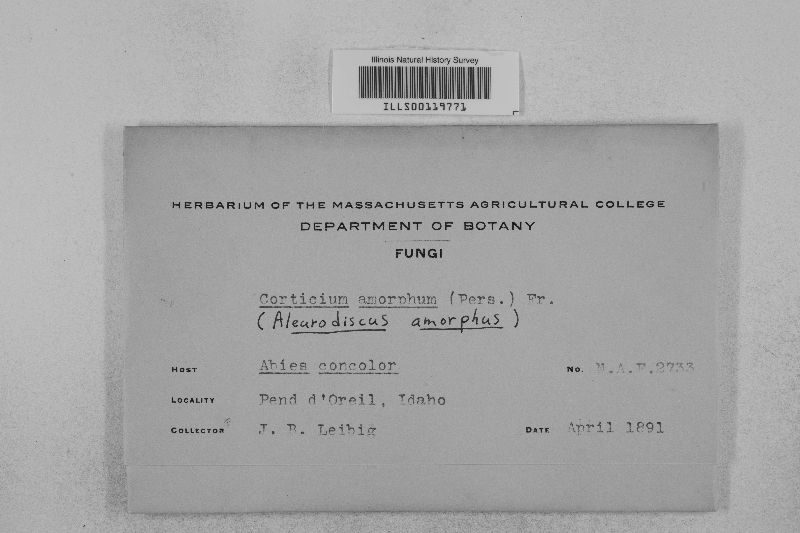 Illinois Natural History Survey
ILLS00119771
HERBARIUM OF THE MASSACHUSETTS AGRICULTURAL COLLEGE
DEPARTMENT OF BOTANY
FUNGI
Corticium amorphum (Pers.) Fr.
(Aleurodiscus amorphus)
HOST Abies concolor NO. N.A.F.2733
LOCALITY Pend d'Oreil, Idaho
COLLECTOR J. B. Leibig DATE April 1891